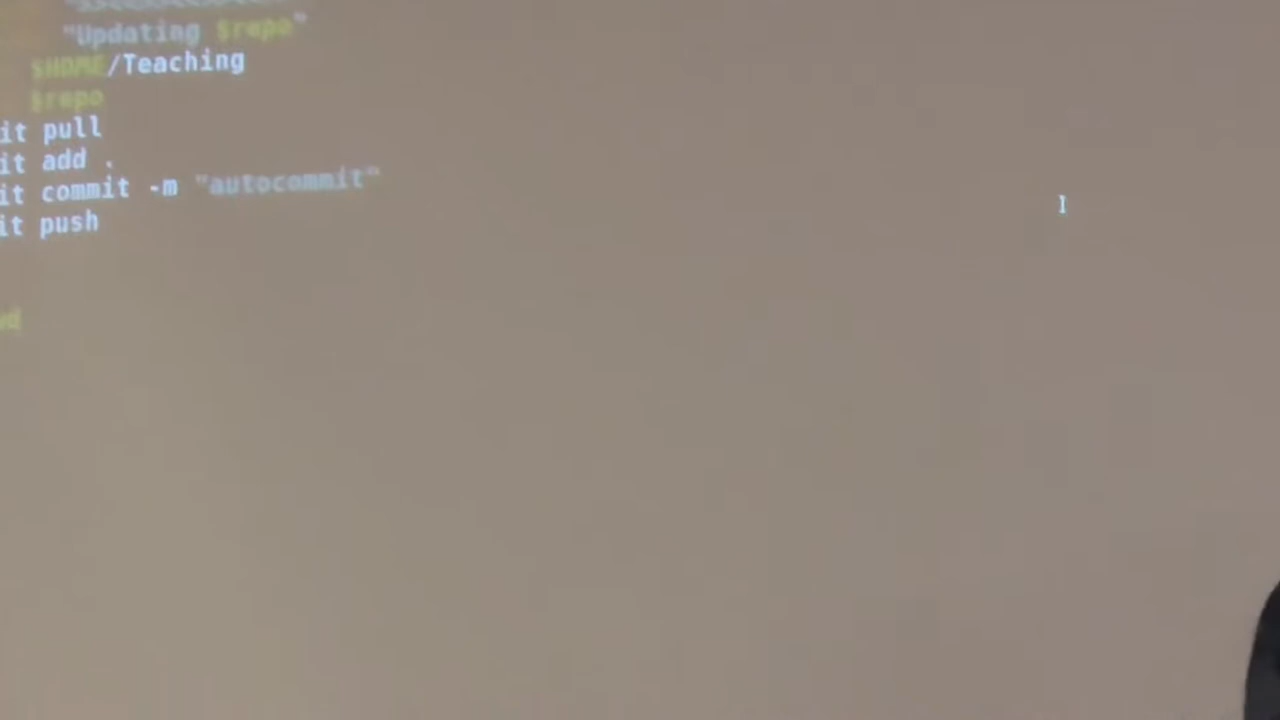 "Updating $repo"
$HOME/Teaching
$repo
it pull
it add .
it commit -m "autocommit"
it push